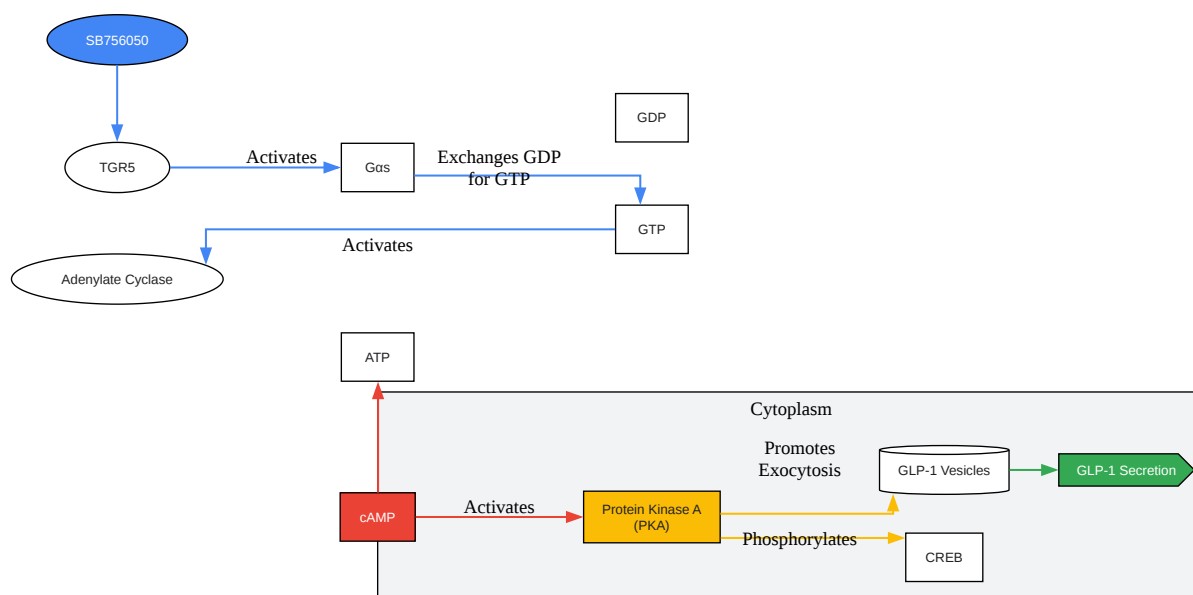 SB756050
GDP
TGR5
Activates
Gαs
Exchanges GDP
for GTP
GTP
Activates
Adenylate Cyclase
ATP
Cytoplasm
Promotes
Exocytosis
GLP-1 Vesicles
GLP-1 Secretion
cAMP
Activates
Protein Kinase A
(PKA)
Phosphorylates
CREB